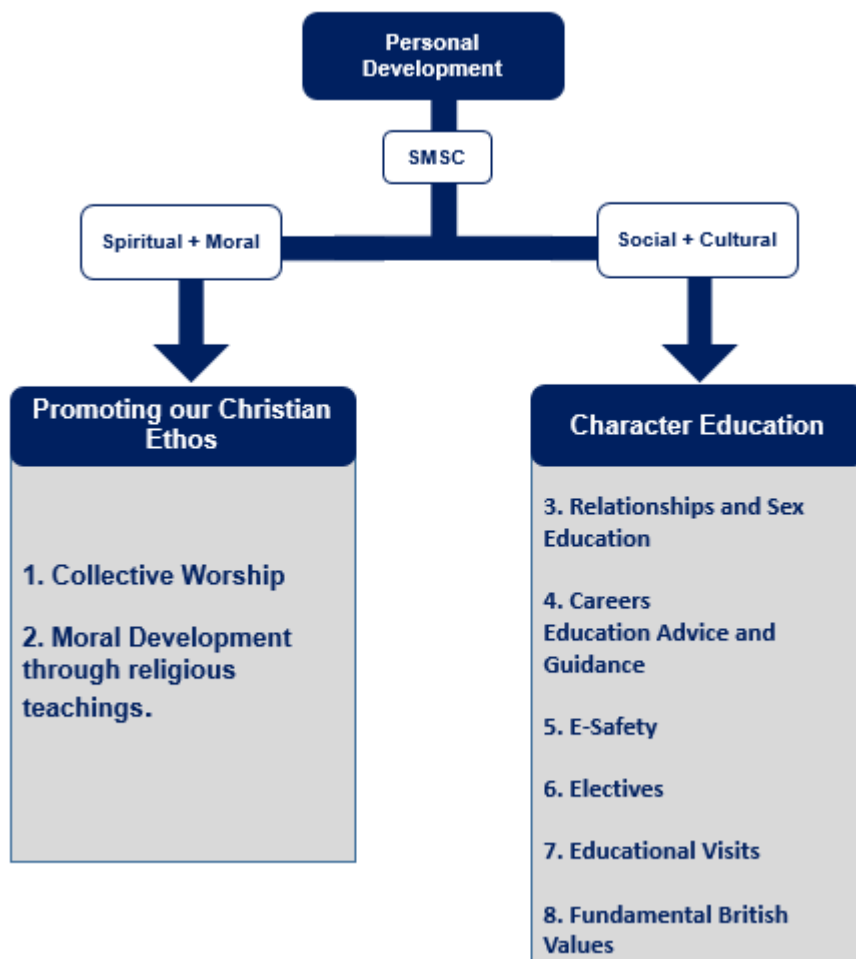 Personal
Development
SMSC
Spiritual + Moral
Social + Cultural
Promoting our Christian
Ethos
1. Collective Worship
2. Moral Development
through religious
teachings.
Character Education
3. Relationships and Sex
Education
4. Careers
Education Advice and
Guidance
5. E-Safety
6. Electives
7. Educational Visits
8. Fundamental British
Values